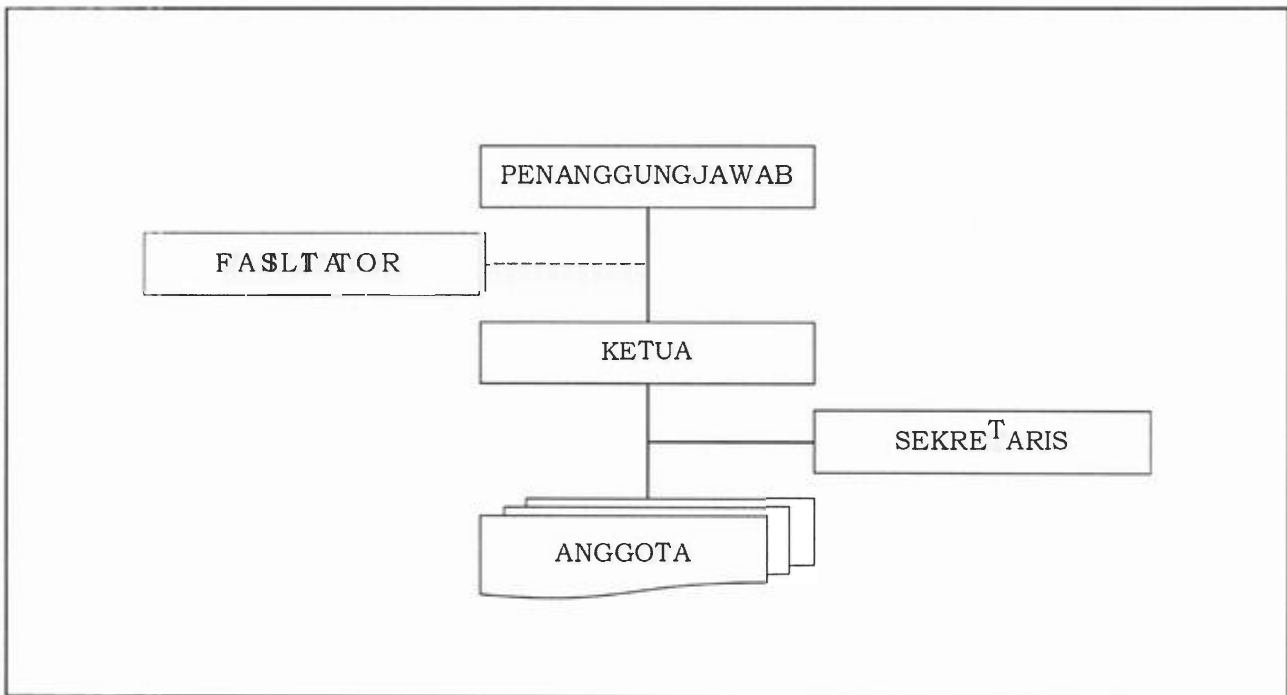 PENANGGUNGJAWAB
FASILITATOR
KETUA
SEKRETARIS
ANGGOTA